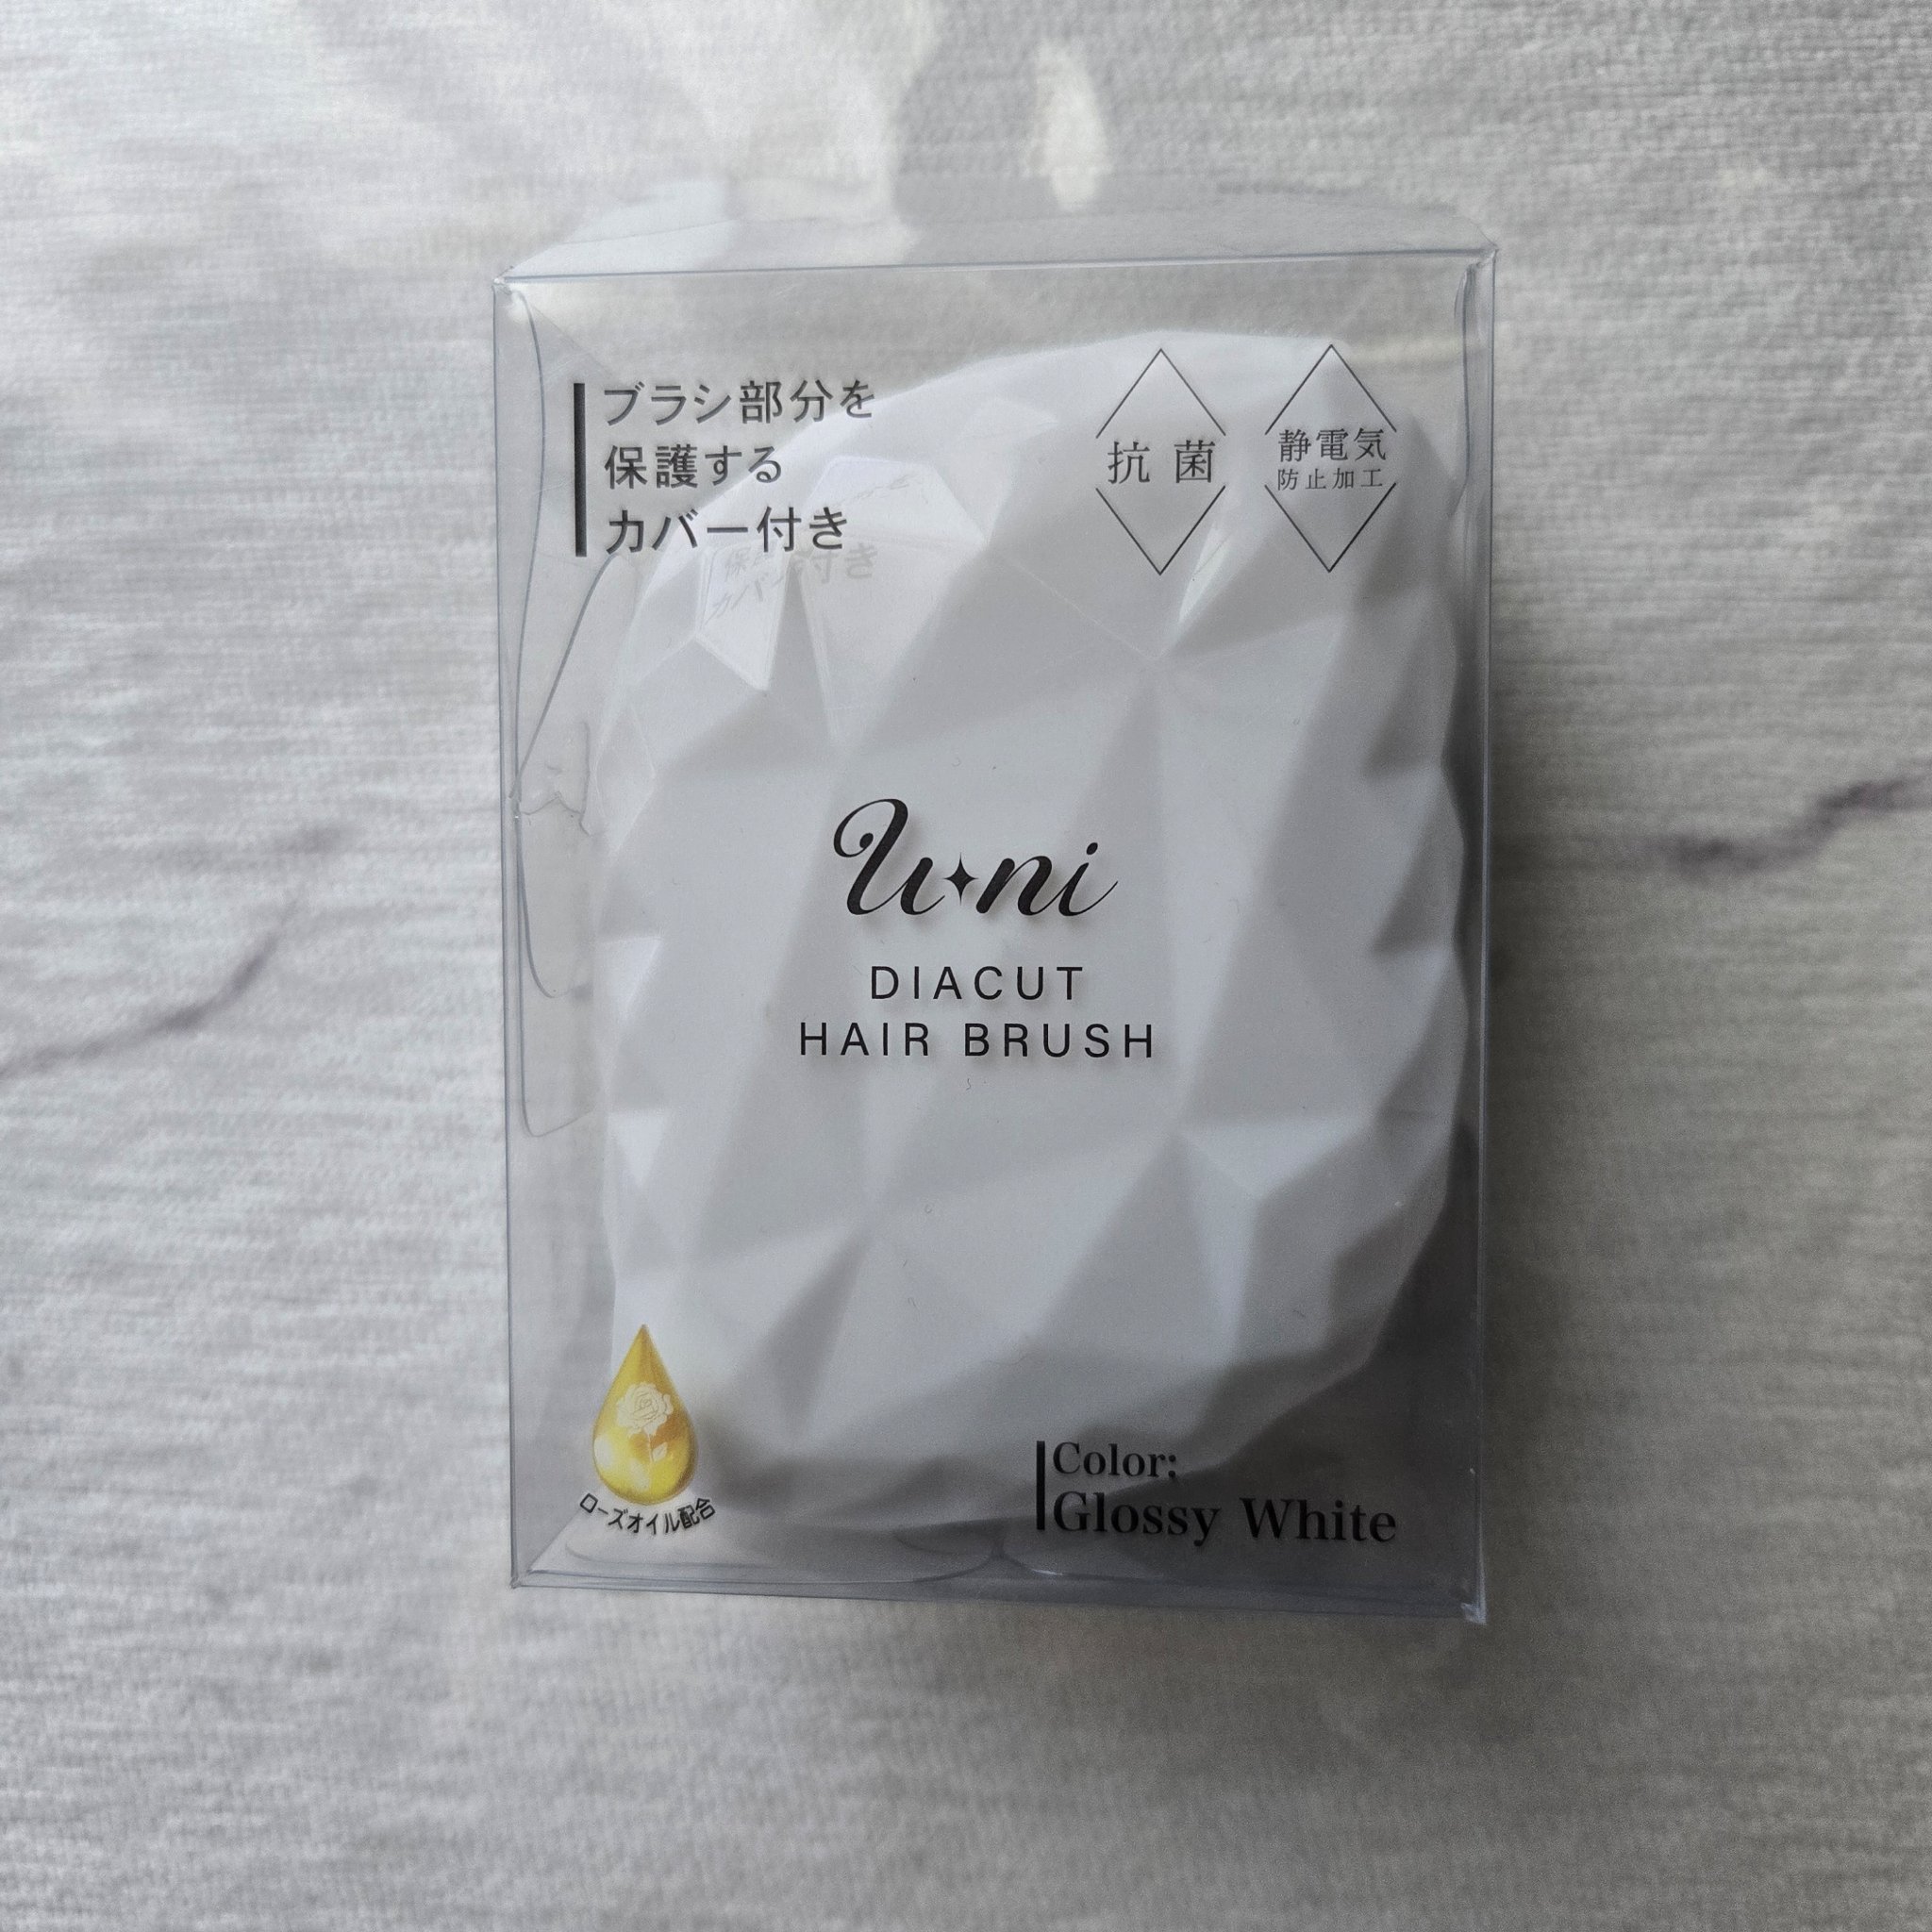 ブラシ部分を
保護する
カバー付き
抗菌
静電気
防止加工
u✦ni
DIACUT
HAIR BRUSH
ローズオイル配合
Color:
Glossy White